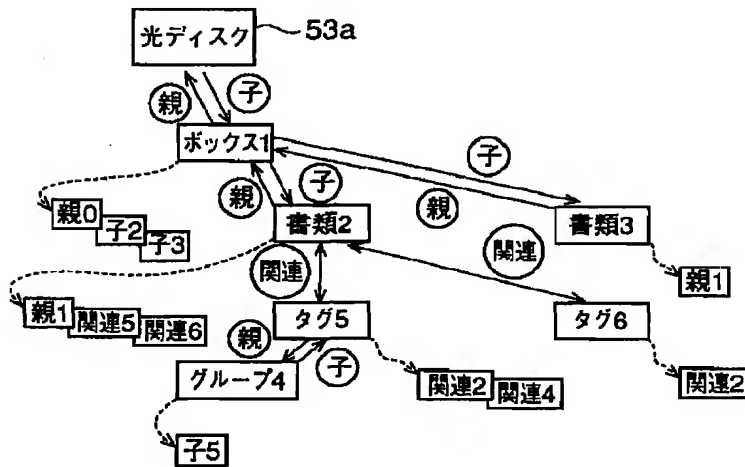 光ディスク
53a
親
子
ボックス1
子
親
子
親
親0
子2
子3
書類2
書類3
関連
関連
親1
親1
関連5
関連6
タグ5
タグ6
親
子
グループ4
関連2
関連4
関連2
子5